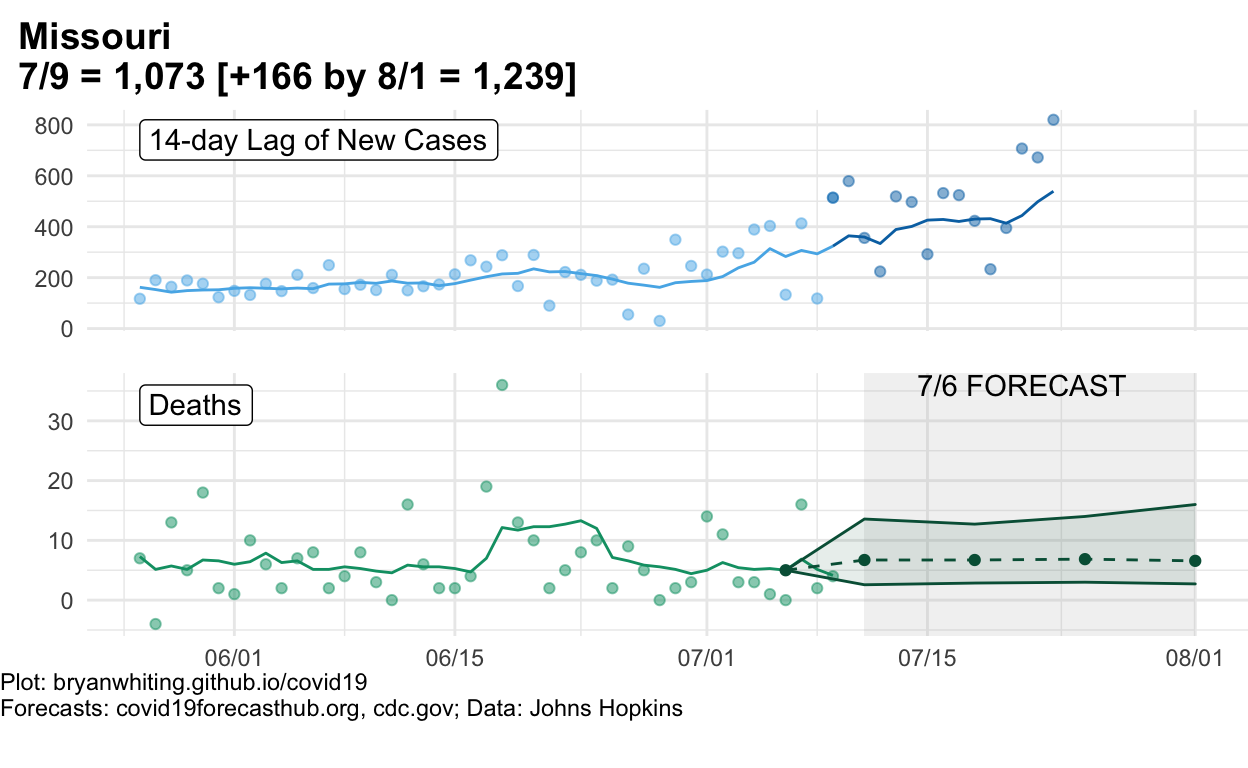 Missouri
7/9 = 1,073 [+166 by 8/1 = 1,239]
14-day Lag of New Cases
800
600
400
200
0
7/6 FORECAST
Deaths
30
20
10
0
06/01 06/15 07/01 07/15 08/01
Plot: bryanwhiting.github.io/covid19
Forecasts: covid19forecasthub.org, cdc.gov; Data: Johns Hopkins